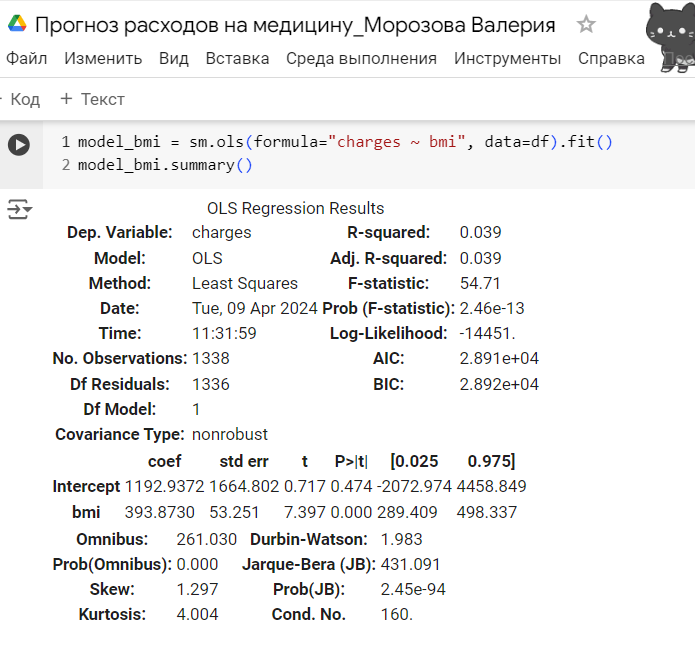 Прогноз расходов на медицину_Морозова Валерия
Файл Изменить Вид Вставка Среда выполнения Инструменты Справка
Код + Текст
1 model_bmi = sm.ols(formula="charges ~ bmi", data=df).fit()
2 model_bmi.summary()
OLS Regression Results
Dep. Variable: charges R-squared: 0.039
Model: OLS Adj. R-squared: 0.039
Method: Least Squares F-statistic: 54.71
Date: Tue, 09 Apr 2024 Prob (F-statistic): 2.46e-13
Time: 11:31:59 Log-Likelihood: -14451.
No. Observations: 1338 AIC: 2.891e+04
Df Residuals: 1336 BIC: 2.892e+04
Df Model: 1
Covariance Type: nonrobust
coef std err t P>|t| [0.025 0.975]
Intercept 1192.9372 1664.802 0.717 0.474 -2072.974 4458.849
bmi 393.8730 53.251 7.397 0.000 289.409 498.337
Omnibus: 261.030 Durbin-Watson: 1.983
Prob(Omnibus): 0.000 Jarque-Bera (JB): 431.091
Skew: 1.297 Prob(JB): 2.45e-94
Kurtosis: 4.004 Cond. No. 160.